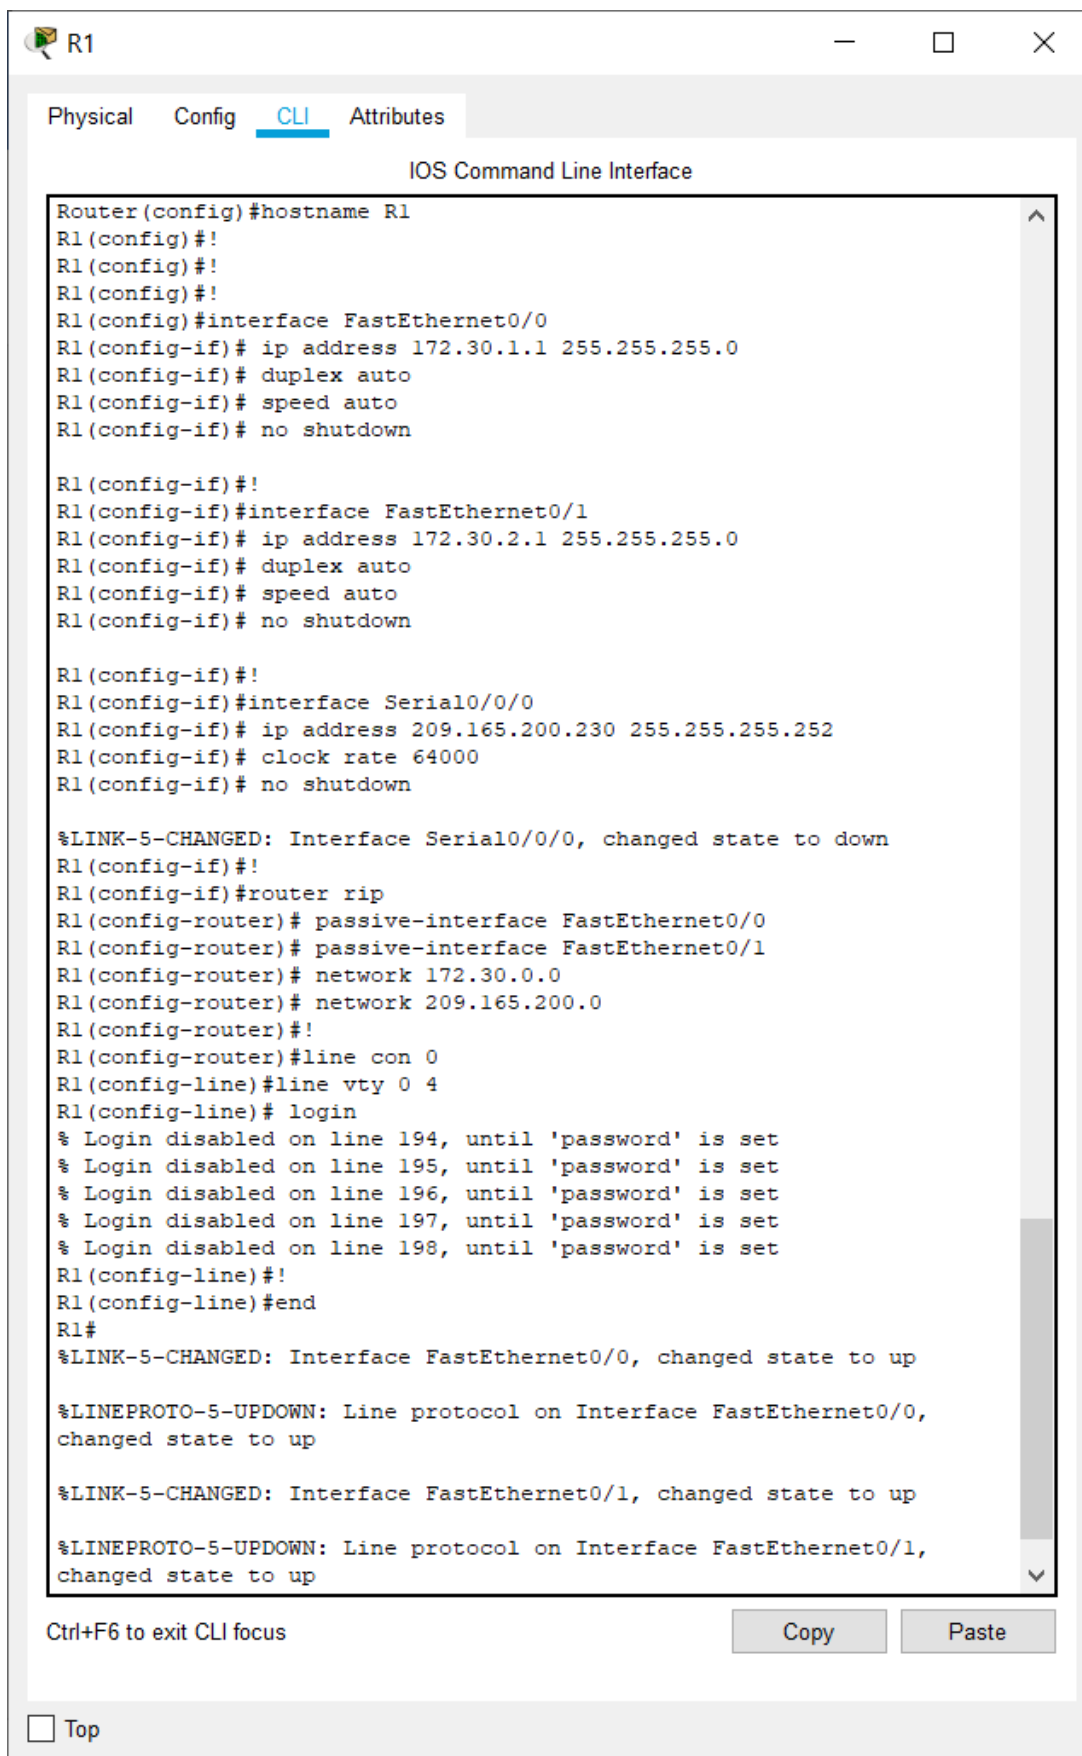 R1
Physical Config CLI Attributes
IOS Command Line Interface
Router(config)#hostname R1
R1(config)#!
R1(config)#!
R1(config)#!
R1(config)#interface FastEthernet0/0
R1(config-if)# ip address 172.30.1.1 255.255.255.0
R1(config-if)# duplex auto
R1(config-if)# speed auto
R1(config-if)# no shutdown
R1(config-if)#!
R1(config-if)#interface FastEthernet0/1
R1(config-if)# ip address 172.30.2.1 255.255.255.0
R1(config-if)# duplex auto
R1(config-if)# speed auto
R1(config-if)# no shutdown
R1(config-if)#!
R1(config-if)#interface Serial0/0/0
R1(config-if)# ip address 209.165.200.230 255.255.255.252
R1(config-if)# clock rate 64000
R1(config-if)# no shutdown
%LINK-5-CHANGED: Interface Serial0/0/0, changed state to down
R1(config-if)#!
R1(config-if)#router rip
R1(config-router)# passive-interface FastEthernet0/0
R1(config-router)# passive-interface FastEthernet0/1
R1(config-router)# network 172.30.0.0
R1(config-router)# network 209.165.200.0
R1(config-router)#!
R1(config-router)#line con 0
R1(config-line)#line vty 0 4
R1(config-line)# login
% Login disabled on line 194, until 'password' is set
% Login disabled on line 195, until 'password' is set
% Login disabled on line 196, until 'password' is set
% Login disabled on line 197, until 'password' is set
% Login disabled on line 198, until 'password' is set
R1(config-line)#!
R1(config-line)#end
R1#
%LINK-5-CHANGED: Interface FastEthernet0/0, changed state to up
%LINEPROTO-5-UPDOWN: Line protocol on Interface FastEthernet0/0,
changed state to up
%LINK-5-CHANGED: Interface FastEthernet0/1, changed state to up
%LINEPROTO-5-UPDOWN: Line protocol on Interface FastEthernet0/1,
changed state to up
Ctrl+F6 to exit CLI focus Copy Paste
Top